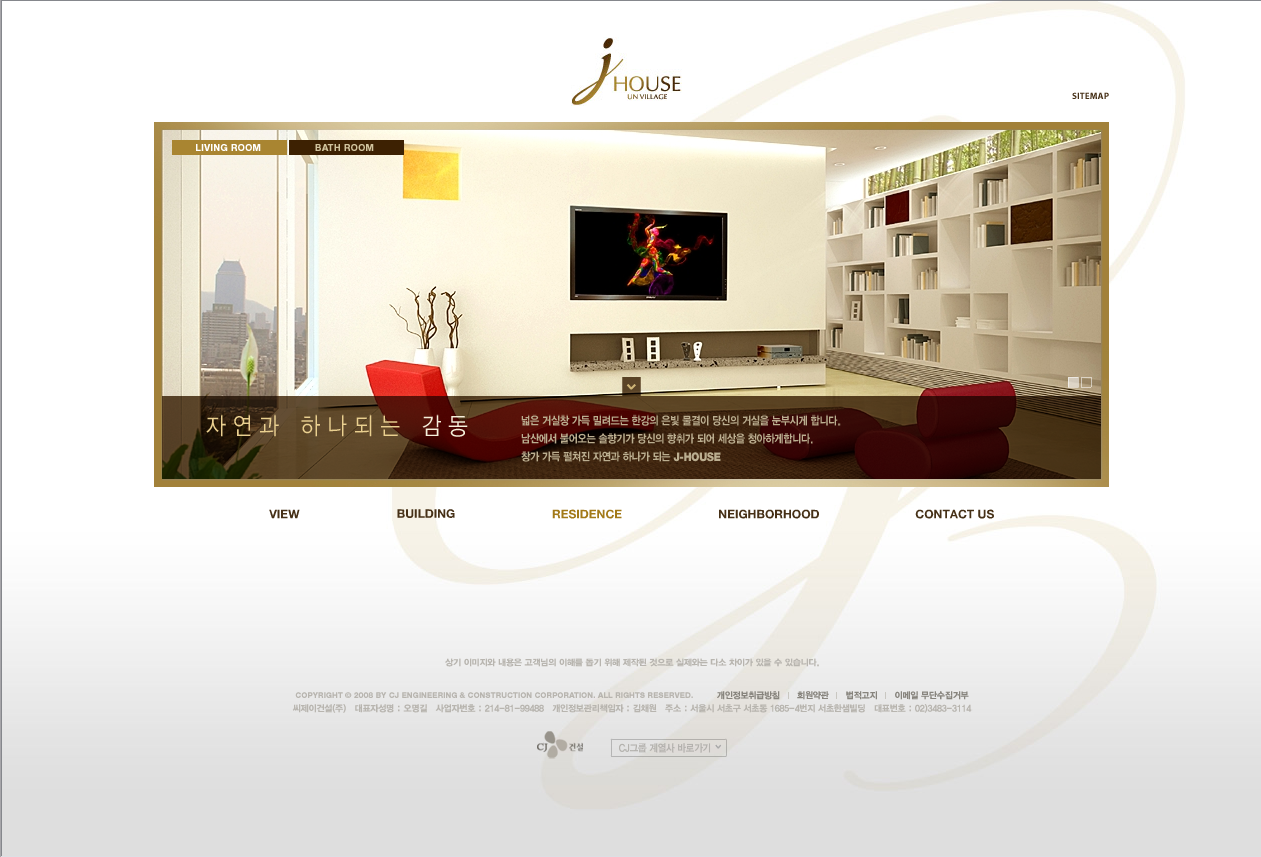 j HOUSE
UN VILLAGE
SITEMAP
LIVING ROOM
BATH ROOM
자연과 하나되는 감동
넓은 거실창 가득 밀려드는 한강의 은빛 물결이 당신의 거실을 눈부시게 합니다.
남산에서 불어오는 솔향기가 당신의 향취가 되어 세상을 청아하게합니다.
창가 가득 펼쳐진 자연과 하나가 되는 J-HOUSE
VIEW
BUILDING
RESIDENCE
NEIGHBORHOOD
CONTACT US
상기 이미지와 내용은 고객님의 이해를 돕기 위해 제작된 것으로 실제와는 다소 차이가 있을 수 있습니다.
COPYRIGHT © 2008 BY CJ ENGINEERING & CONSTRUCTION CORPORATION. ALL RIGHTS RESERVED.
개인정보취급방침 | 회원약관 | 법적고지 | 이메일 무단수집거부
씨제이건설(주) 대표자성명 : 오명길 사업자번호 : 214-81-99488 개인정보관리책임자 : 김채원 주소 : 서울시 서초구 서초동 1685-4번지 서초한샘빌딩 대표번호 : 02)3483-3114
CJ 건설
CJ그룹 계열사 바로가기